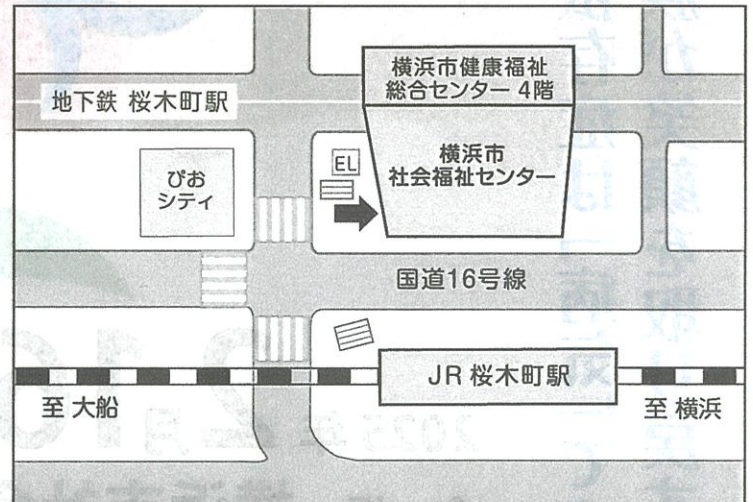 横浜市健康福祉
総合センター 4階
地下鉄 桜木町駅
横浜市
社会福祉センター
EL
ぴお
シティ
国道16号線
JR 桜木町駅
至 大船
至 横浜